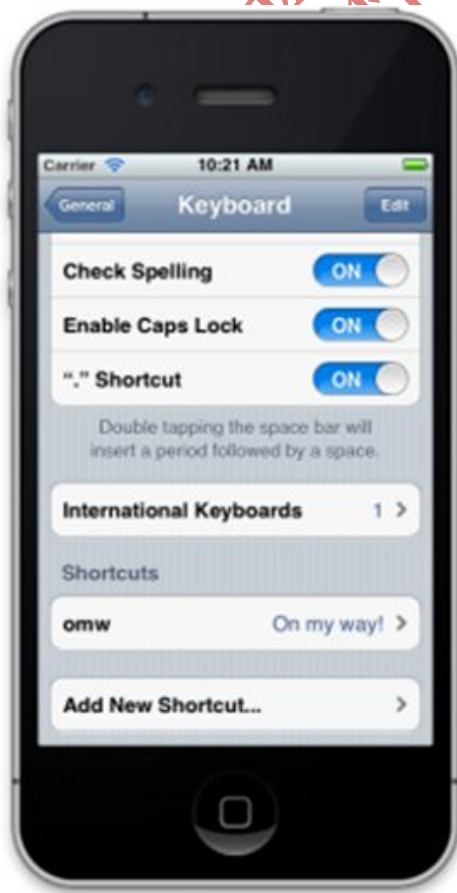 Carrier 10:21 AM
General Keyboard Edit
Check Spelling ON
Enable Caps Lock ON
“.” Shortcut ON
Double tapping the space bar will
insert a period followed by a space.
International Keyboards 1 >
Shortcuts
omw On my way! >
Add New Shortcut... >